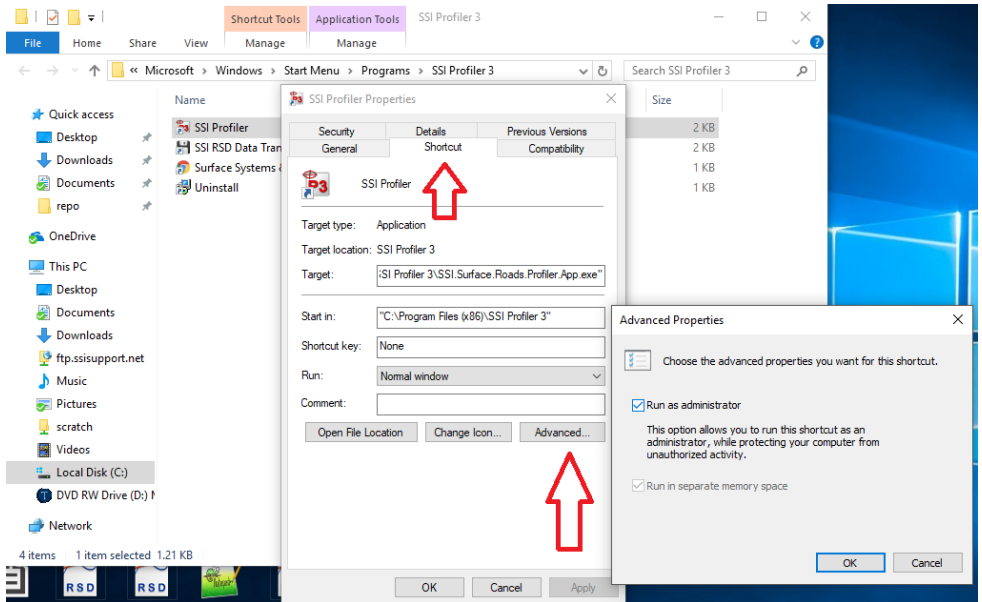 Shortcut Tools
Application Tools
SSI Profiler 3
File
Home
Share
View
Manage
Manage
« Microsoft > Windows > Start Menu > Programs > SSI Profiler 3
Search SSI Profiler 3
Name
Size
Quick access
Desktop
Downloads
Documents
repo
OneDrive
This PC
Desktop
Documents
Downloads
ftp.ssisupport.net
Music
Pictures
scratch
Videos
Local Disk (C:)
DVD RW Drive (D:)
Network
SSI Profiler
2 KB
SSI RSD Data Tran
2 KB
Surface Systems
1 KB
Uninstall
1 KB
4 items
1 item selected 1.21 KB
SSI Profiler Properties
Security
Details
Previous Versions
General
Shortcut
Compatibility
P3
SSI Profiler
Target type: Application
Target location: SSI Profiler 3
Target: SI Profiler 3\SSI.Surface.Roads.Profiler.App.exe"
Start in: "C:\Program Files (x86)\SSI Profiler 3"
Shortcut key: None
Run: Normal window
Comment:
Open File Location
Change Icon...
Advanced...
OK
Cancel
Apply
Advanced Properties
Choose the advanced properties you want for this shortcut.
Run as administrator
This option allows you to run this shortcut as an
administrator, while protecting your computer from
unauthorized activity.
Run in separate memory space
OK
Cancel
RSD
RSD